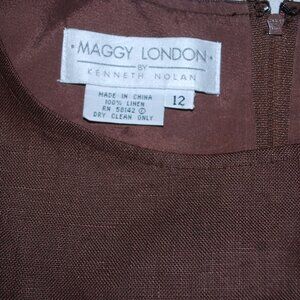 · MAGGY LONDON ·
BY
KENNETH NOLAN
MADE IN CHINA
100% LINEN
RN 58142 Ⓒ
DRY CLEAN ONLY
12